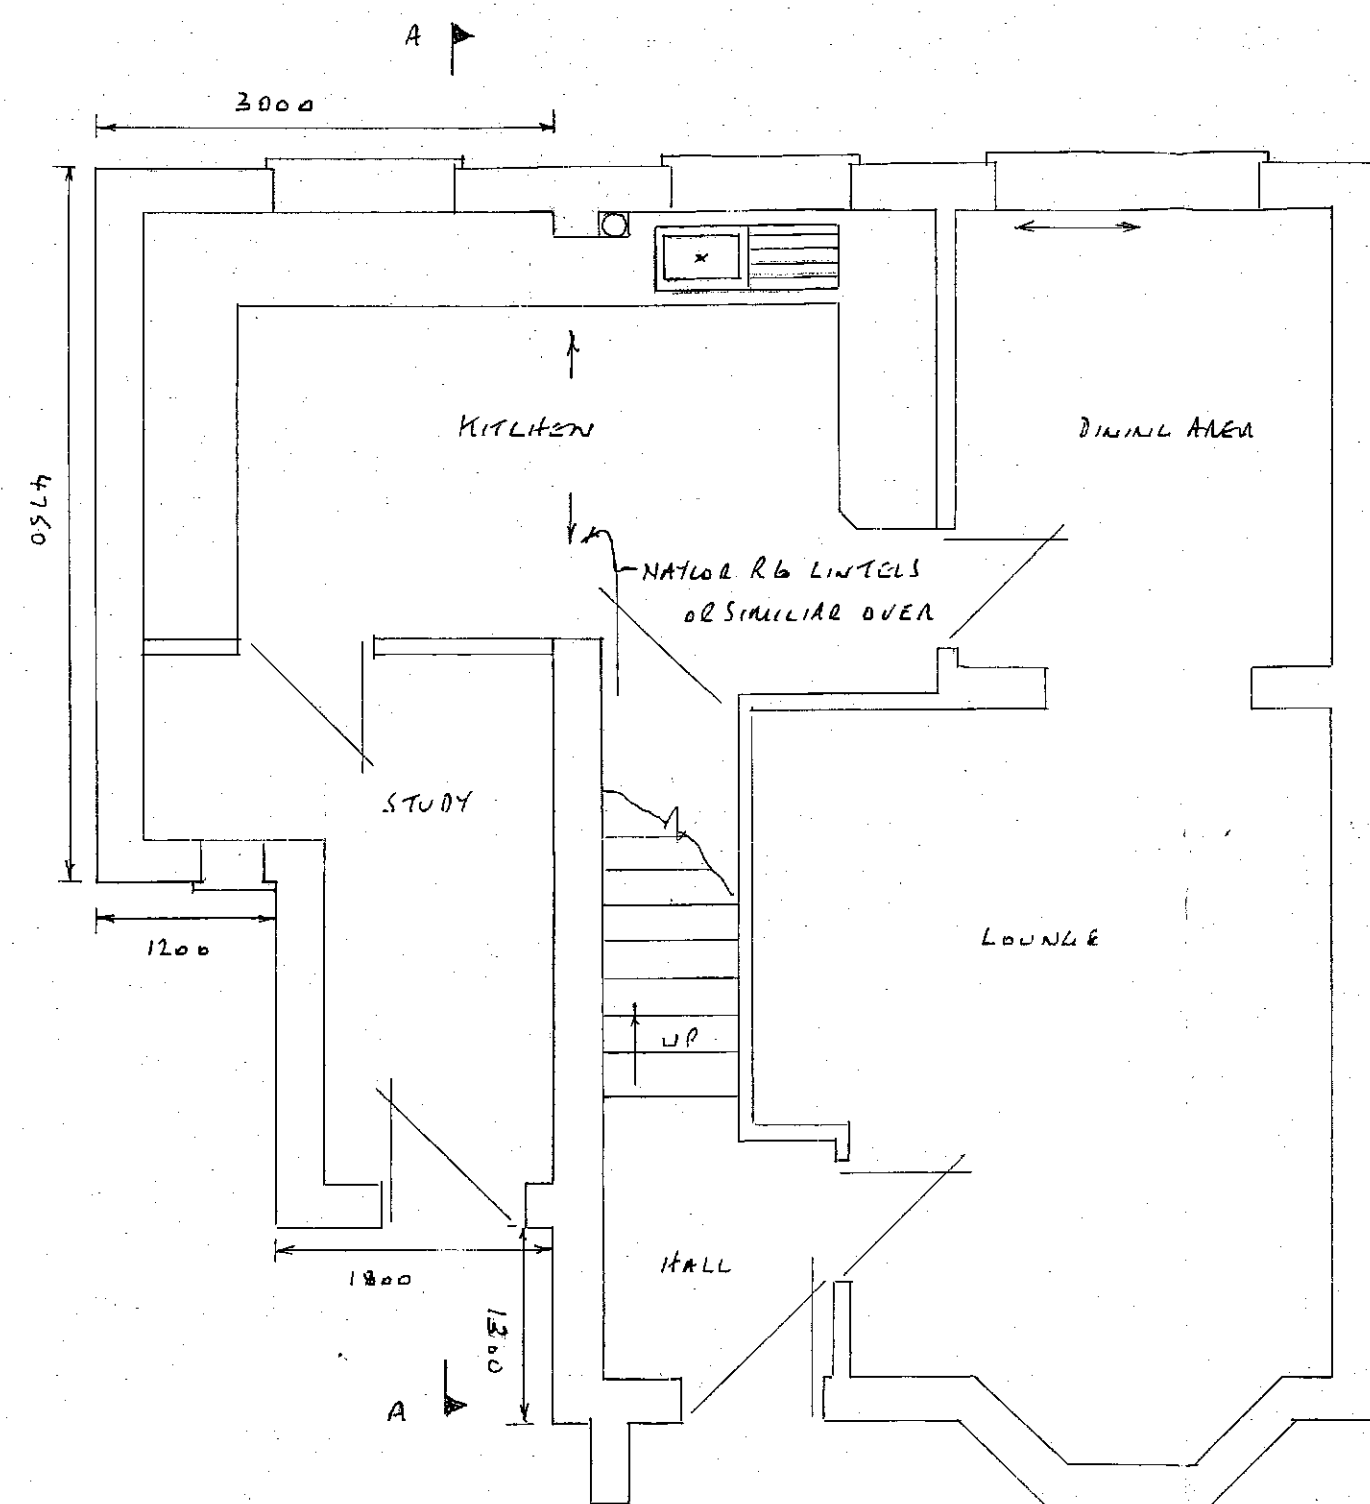 A
3000
KITCHEN
DINING AREA
4750
NAYLOR R6 LINTELS
OR SIMILIAR OVER
STUDY
LOUNGE
1200
UP
HALL
1800
1300
A